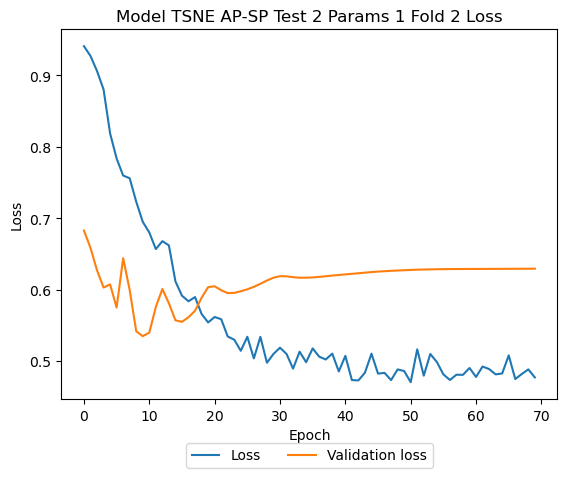 Model TSNE AP-SP Test 2 Params 1 Fold 2 Loss
0.9
0.8
0.7
0.6
0.5
Loss
0 10 20 30 40 50 60 70
Epoch
Loss Validation loss